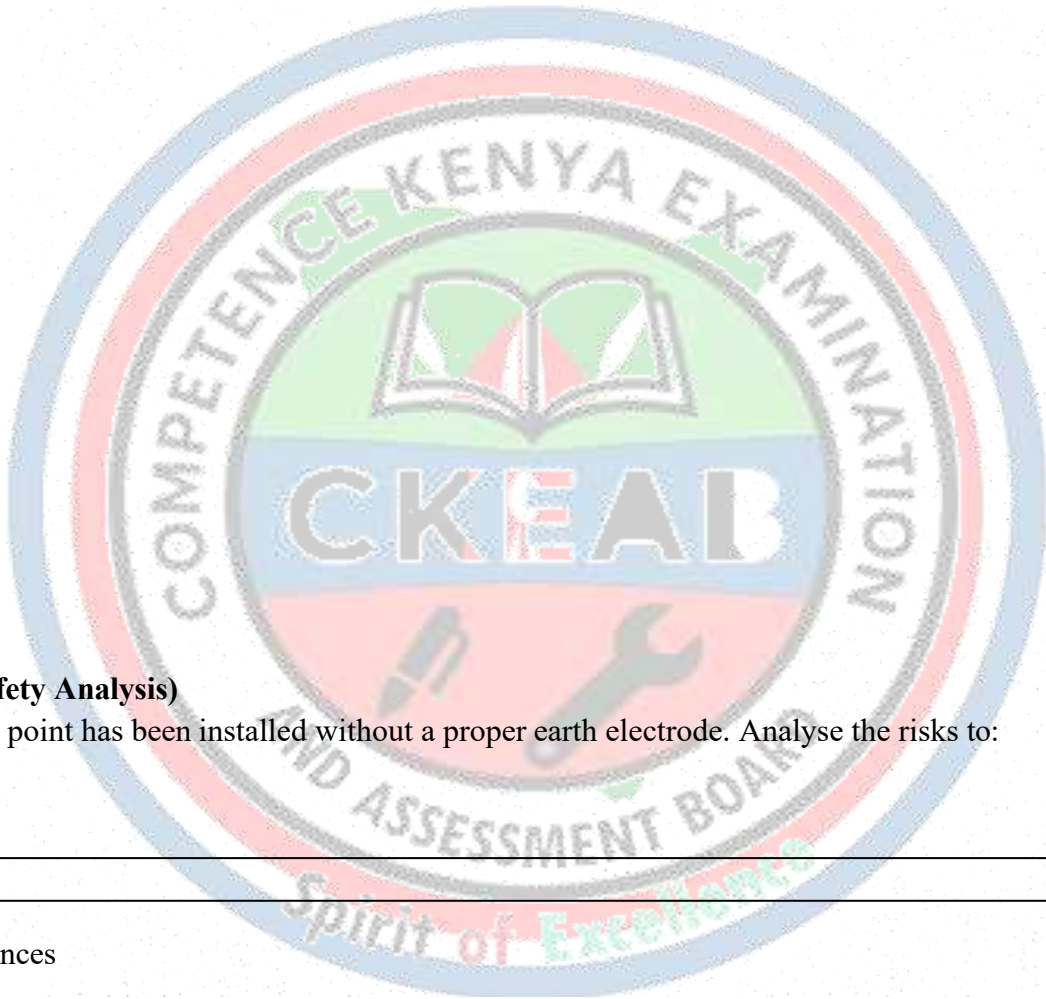 COMPETENCE KENYA EXAMINATION
AND ASSESSMENT BOARD
CKEAB
fety Analysis)
point has been installed without a proper earth electrode. Analyse the risks to:
Spirit of Excellence
nces